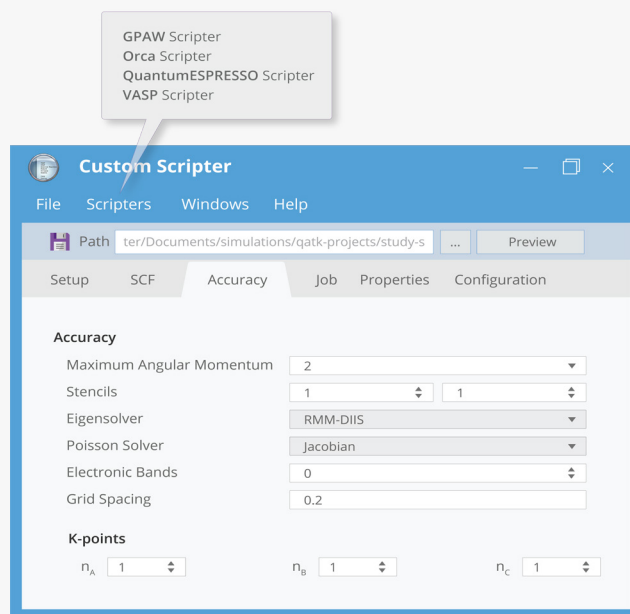 GPAW Scripter
Orca Scripter
QuantumESPRESSO Scripter
VASP Scripter
Custom Scripter
File Scripters Windows Help
Path ter/Documents/simulations/qatk-projects/study-s ... Preview
Setup SCF Accuracy Job Properties Configuration
Accuracy
Maximum Angular Momentum 2
Stencils 1 1
Eigensolver RMM-DIIS
Poisson Solver Jacobian
Electronic Bands 0
Grid Spacing 0.2
K-points
nA 1 nB 1 nC 1